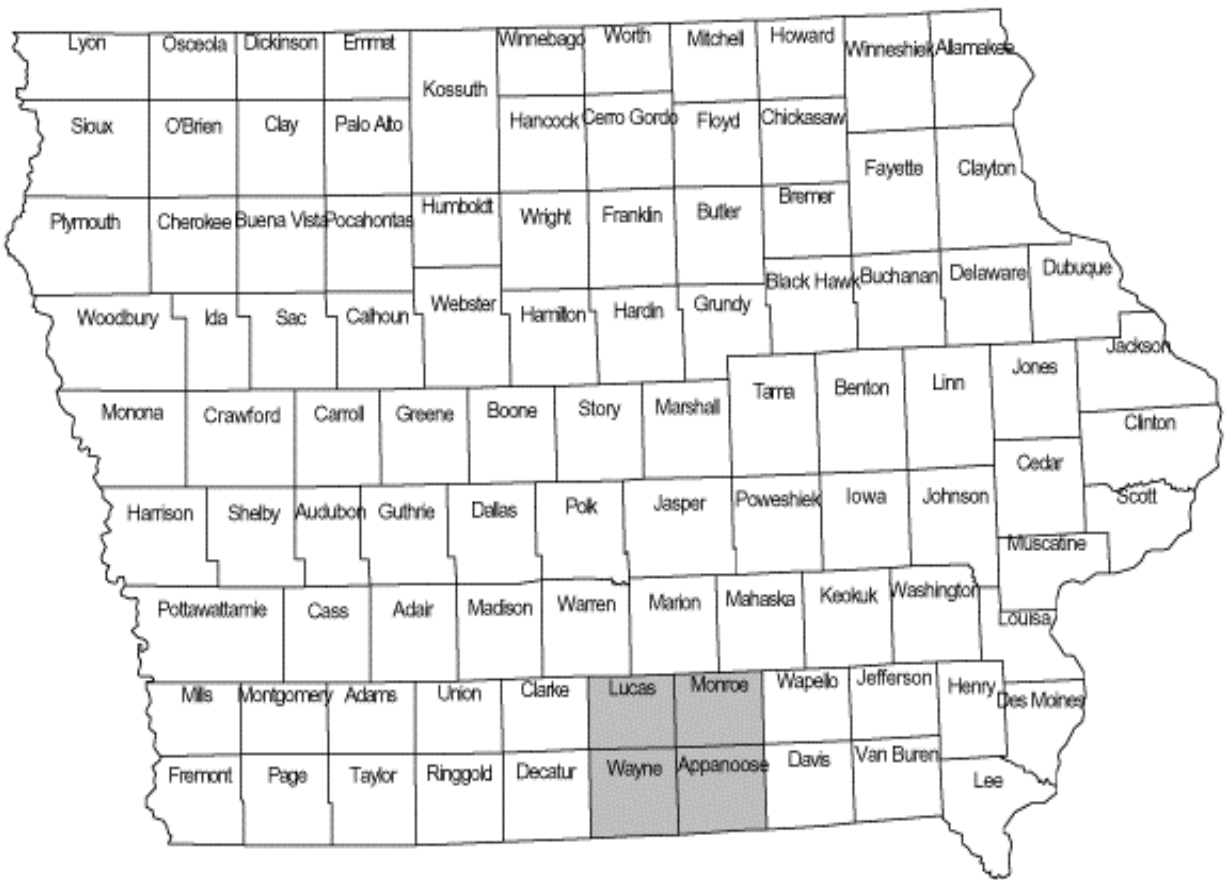 Lyon Osceola Dickinson Emmet Kossuth Winnebago Worth Mitchell Howard Winneshiek Allamakee
Sioux O'Brien Clay Palo Alto Hancock Cerro Gordo Floyd Chickasaw
Fayette Clayton
Plymouth Cherokee Buena Vista Pocahontas Humboldt Wright Franklin Butler Bremer
Woodbury Ida Sac Calhoun Webster Hamilton Hardin Grundy Black Hawk Buchanan Delaware Dubuque
Jackson
Monona Crawford Carroll Greene Boone Story Marshall Tama Benton Linn Jones
Clinton
Cedar
Harrison Shelby Audubon Guthrie Dallas Polk Jasper Poweshiek Iowa Johnson Scott
Muscatine
Pottawattamie Cass Adair Madison Warren Marion Mahaska Keokuk Washington
Louisa
Mills Montgomery Adams Union Clarke Lucas Monroe Wapello Jefferson Henry Des Moines
Fremont Page Taylor Ringgold Decatur Wayne Appanoose Davis Van Buren Lee